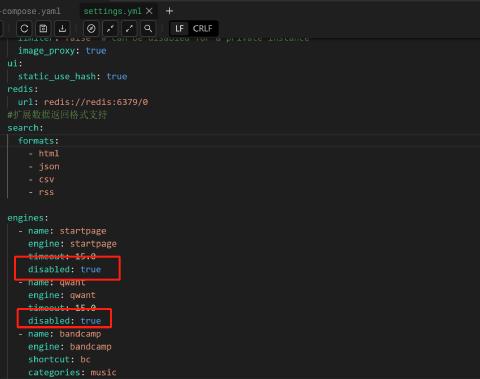 -compose.yaml settings.yml
LF CRLF
limiter: false # can be disabled for a private instance
image_proxy: true
ui:
static_use_hash: true
redis:
url: redis://redis:6379/0
#扩展数据返回格式支持
search:
formats:
- html
- json
- csv
- rss
engines:
- name: startpage
engine: startpage
timeout: 15.0
disabled: true
- name: qwant
engine: qwant
timeout: 15.0
disabled: true
- name: bandcamp
engine: bandcamp
shortcut: bc
categories: music